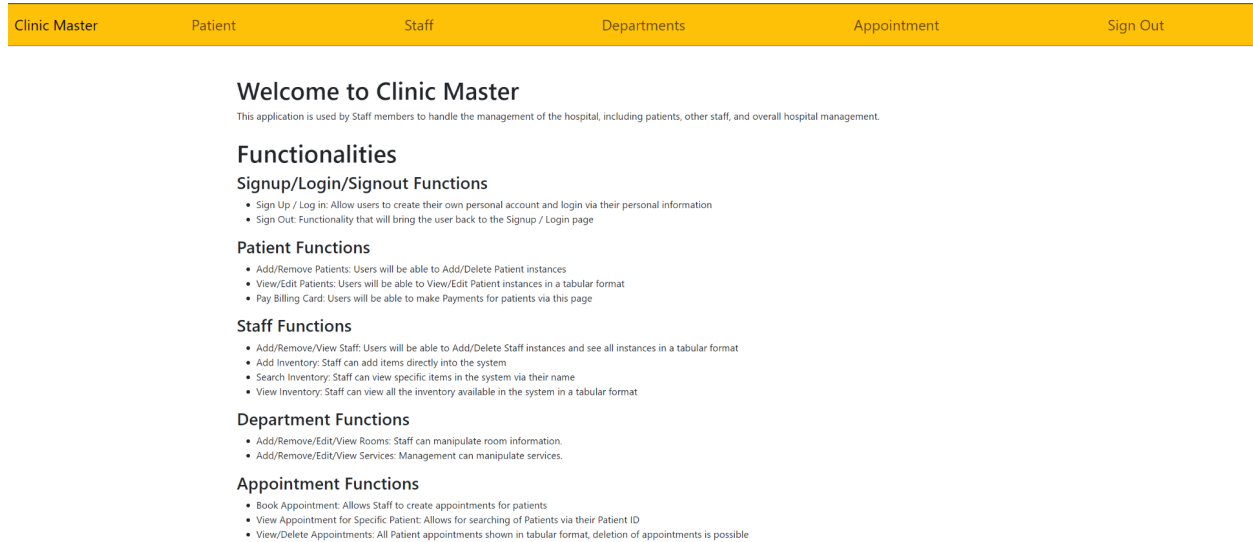 Clinic Master Patient Staff Departments Appointment Sign Out
Welcome to Clinic Master
This application is used by Staff members to handle the management of the hospital, including patients, other staff, and overall hospital management.
Functionalities
Signup/Login/Signout Functions
• Sign Up / Log in: Allow users to create their own personal account and login via their personal information
• Sign Out: Functionality that will bring the user back to the Signup / Login page
Patient Functions
• Add/Remove Patients: Users will be able to Add/Delete Patient instances
• View/Edit Patients: Users will be able to View/Edit Patient instances in a tabular format
• Pay Billing Card: Users will be able to make Payments for patients via this page
Staff Functions
• Add/Remove/View Staff: Users will be able to Add/Delete Staff instances and see all instances in a tabular format
• Add Inventory: Staff can add items directly into the system
• Search Inventory: Staff can view specific items in the system via their name
• View Inventory: Staff can view all the inventory available in the system in a tabular format
Department Functions
• Add/Remove/Edit/View Rooms: Staff can manipulate room information.
• Add/Remove/Edit/View Services: Management can manipulate services.
Appointment Functions
• Book Appointment: Allows Staff to create appointments for patients
• View Appointment for Specific Patient: Allows for searching of Patients via their Patient ID
• View/Delete Appointments: All Patient appointments shown in tabular format, deletion of appointments is possible